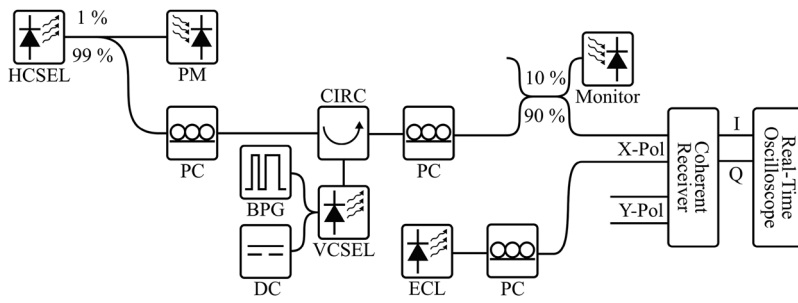 1 %
99 %
HCSEL
PM
PC
CIRC
BPG
DC
VCSEL
PC
10 %
90 %
Monitor
ECL
PC
X-Pol
Y-Pol
Coherent
Receiver
I
Q
Real-Time
Oscilloscope